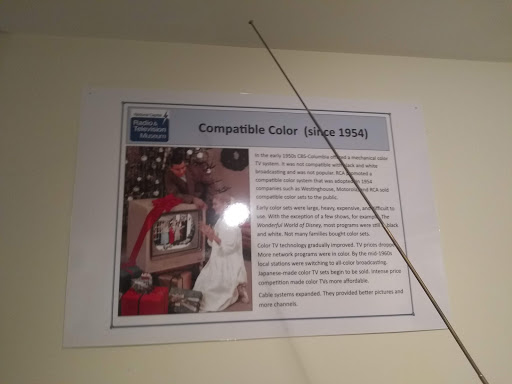 Radio &
Television
Museum
Compatible Color (since 1954)
In the early 1950s CBS-Columbia offered a mechanical color
TV system. It was not compatible with black and white
broadcasting and was not popular. RCA promoted a
compatible color system that was adopted in 1954
companies such as Westinghouse, Motorola and RCA sold
compatible color sets to the public.
Early color sets were large, heavy, expensive, and difficult to
use. With the exception of a few shows, for example The
Wonderful World of Disney, most programs were still black
and white. Not many families bought color sets.
Color TV technology gradually improved. TV prices dropped
More network programs were in color. By the mid-1960s
local stations were switching to all-color broadcasting.
Japanese-made color TV sets begin to be sold. Intense price
competition made color TVs more affordable.
Cable systems expanded. They provided better pictures and
more channels.